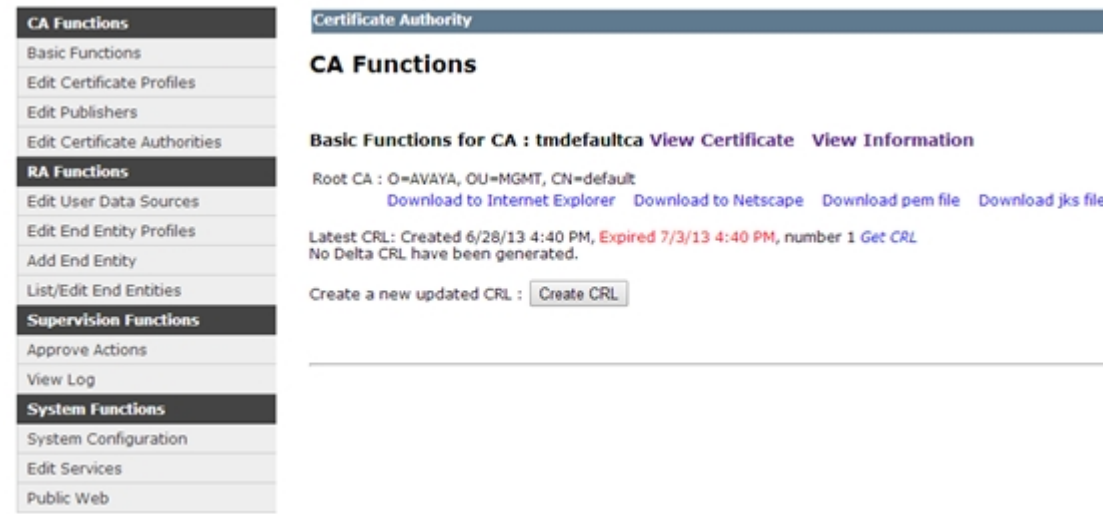 CA Functions
Basic Functions
Edit Certificate Profiles
Edit Publishers
Edit Certificate Authorities
RA Functions
Edit User Data Sources
Edit End Entity Profiles
Add End Entity
List/Edit End Entities
Supervision Functions
Approve Actions
View Log
System Functions
System Configuration
Edit Services
Public Web
Certificate Authority
CA Functions
Basic Functions for CA : tmdefaultca View Certificate View Information
Root CA : O=AVAYA, OU=MGMT, CN=default
Download to Internet Explorer Download to Netscape Download pem file Download jks file
Latest CRL: Created 6/28/13 4:40 PM, Expired 7/3/13 4:40 PM, number 1 Get CRL
No Delta CRL have been generated.
Create a new updated CRL : Create CRL